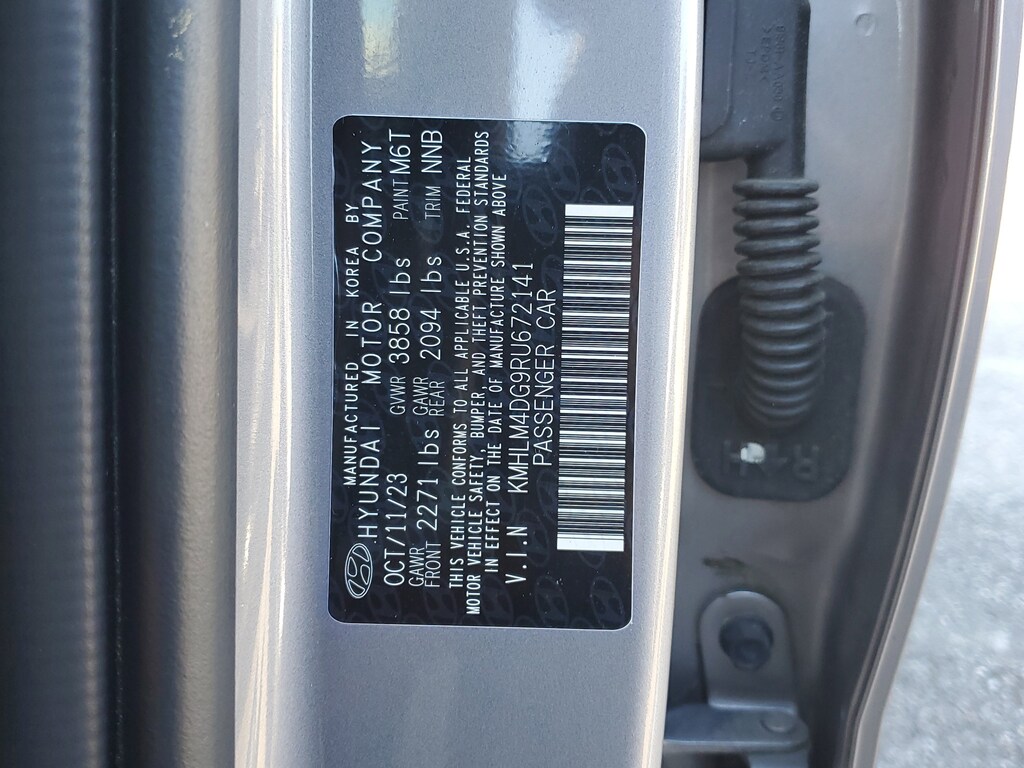 MANUFACTURED IN KOREA BY
HYUNDAI MOTOR COMPANY
OCT/11/23 GVWR 3858 lbs PAINT M6T
GAWR FRONT 2271 lbs GAWR REAR 2094 lbs TRIM NNB
THIS VEHICLE CONFORMS TO ALL APPLICABLE U.S.A. FEDERAL
MOTOR VEHICLE SAFETY, BUMPER, AND THEFT PREVENTION STANDARDS
IN EFFECT ON THE DATE OF MANUFACTURE SHOWN ABOVE
V.I.N KMHLM4DG9RU672141
PASSENGER CAR